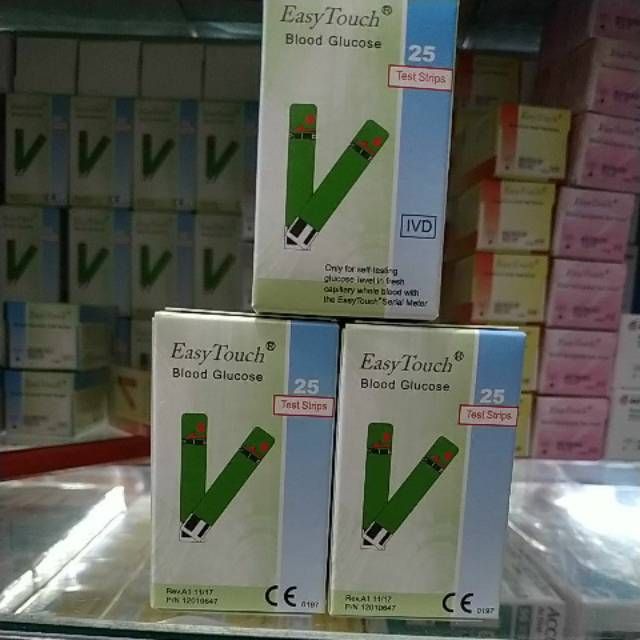 EasyTouch®
Blood Glucose
25
Test Strips
IVD
Only for self-testing
glucose level in fresh
capillary whole blood with
the EasyTouch® Serial Meter
EasyTouch®
Blood Glucose
25
Test Strips
Rev.A1 11/17
P/N 12010647
CE 0197
EasyTouch®
Blood Glucose
25
Test Strips
Rev.A1 11/17
P/N 12010647
CE 0197